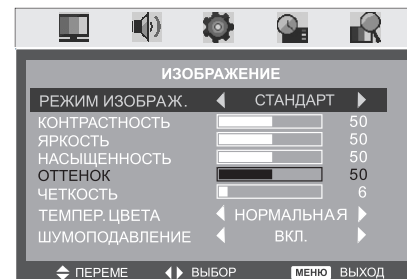 ИЗОБРАЖЕНИЕ
РЕЖИМ ИЗОБРАЖ. СТАНДАРТ
КОНТРАСТНОСТЬ 50
ЯРКОСТЬ 50
НАСЫЩЕННОСТЬ 50
ОТТЕНОК 50
ЧЕТКОСТЬ 6
ТЕМПЕР. ЦВЕТА НОРМАЛЬНАЯ
ШУМОПОДАВЛЕНИЕ ВКЛ.
ПЕРЕМЕ ВЫБОР МЕНЮ ВЫХОД